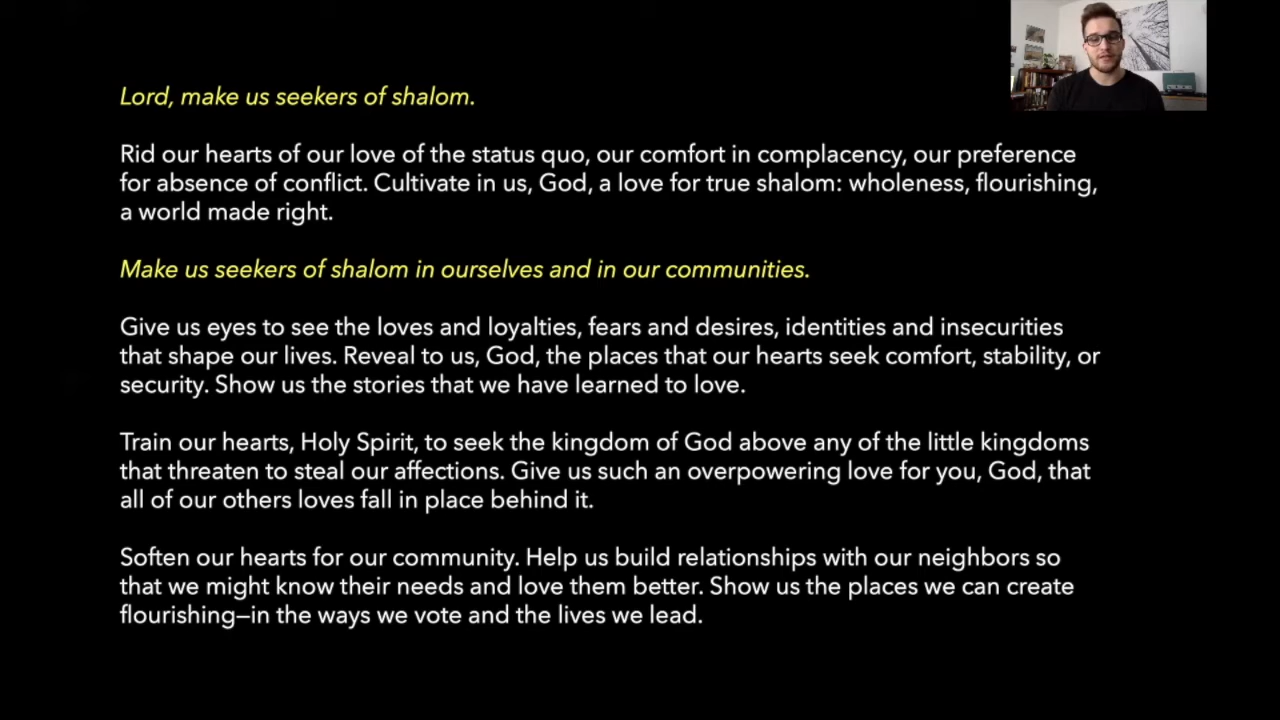 Lord, make us seekers of shalom.
Rid our hearts of our love of the status quo, our comfort in complacency, our preference
for absence of conflict. Cultivate in us, God, a love for true shalom: wholeness, flourishing,
a world made right.
Make us seekers of shalom in ourselves and in our communities.
Give us eyes to see the loves and loyalties, fears and desires, identities and insecurities
that shape our lives. Reveal to us, God, the places that our hearts seek comfort, stability, or
security. Show us the stories that we have learned to love.
Train our hearts, Holy Spirit, to seek the kingdom of God above any of the little kingdoms
that threaten to steal our affections. Give us such an overpowering love for you, God, that
all of our others loves fall in place behind it.
Soften our hearts for our community. Help us build relationships with our neighbors so
that we might know their needs and love them better. Show us the places we can create
flourishing—in the ways we vote and the lives we lead.